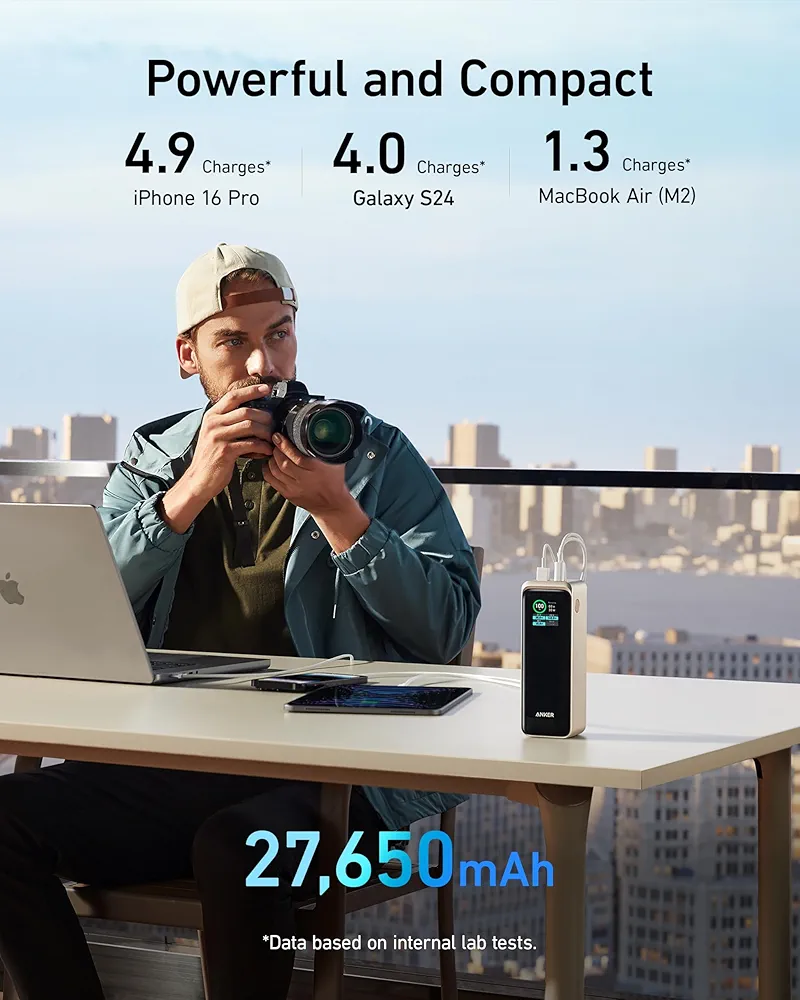 Powerful and Compact
4.9 Charges* 4.0 Charges* 1.3 Charges*
iPhone 16 Pro Galaxy S24 MacBook Air (M2)
100
ANKER
27,650mAh
*Data based on internal lab tests.